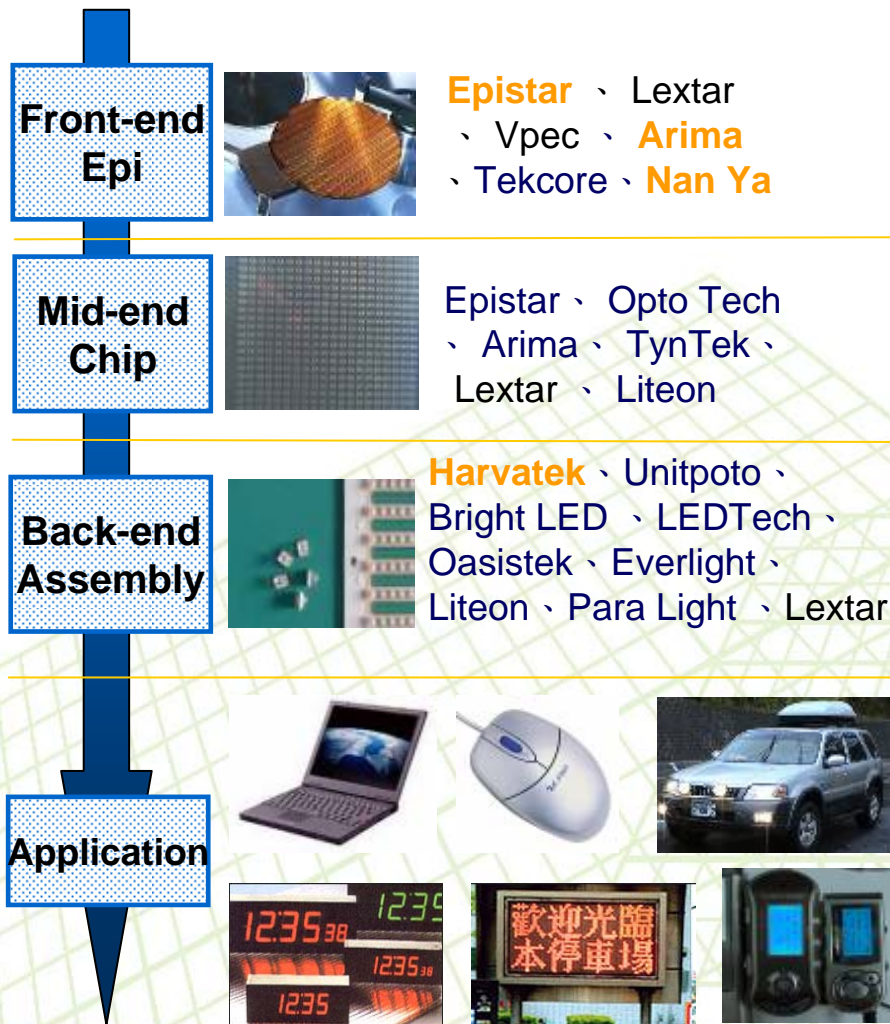 Front-end
Epi
Epistar 、 Lextar
、 Vpec 、 Arima
、Tekcore、Nan Ya
Mid-end
Chip
Epistar、 Opto Tech
、 Arima、 TynTek、
Lextar 、 Liteon
Back-end
Assembly
Harvatek、Unitpoto、
Bright LED 、LEDTech、
Oasistek、Everlight、
Liteon、Para Light 、Lextar
Application
12:35 38
12:35
12:35 38
12:35
歡迎光臨
本停車場